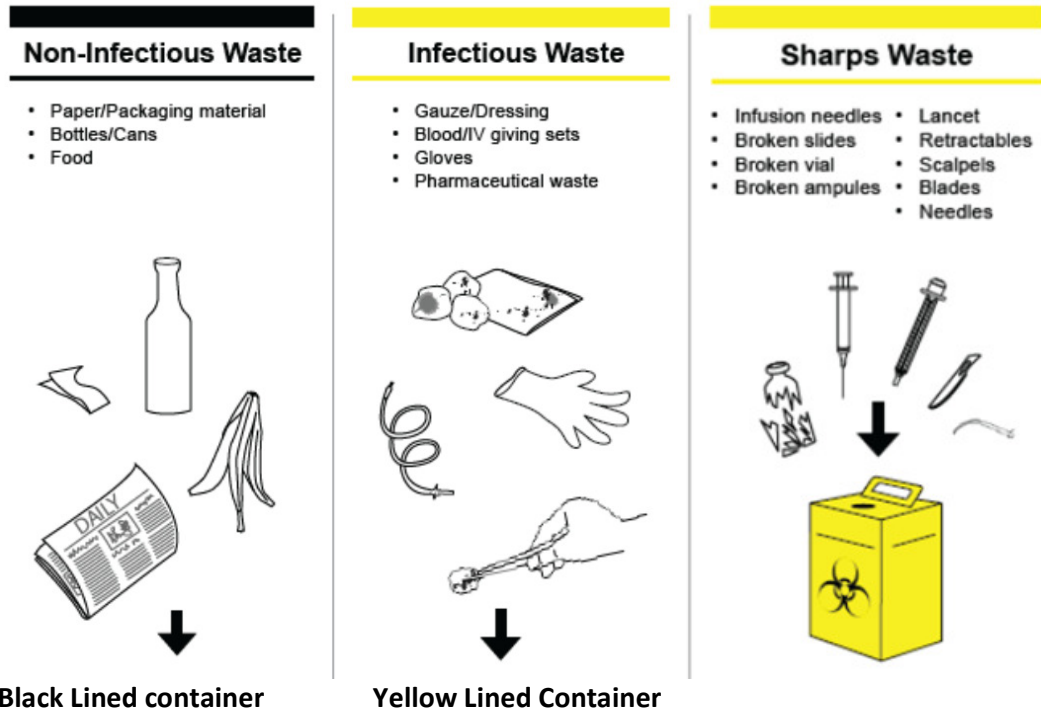 Non-Infectious Waste
• Paper/Packaging material
• Bottles/Cans
• Food
DAILY
Black Lined container
Infectious Waste
• Gauze/Dressing
• Blood/IV giving sets
• Gloves
• Pharmaceutical waste
Yellow Lined Container
Sharps Waste
• Infusion needles
• Broken slides
• Broken vial
• Broken ampules
• Lancet
• Retractables
• Scalpels
• Blades
• Needles